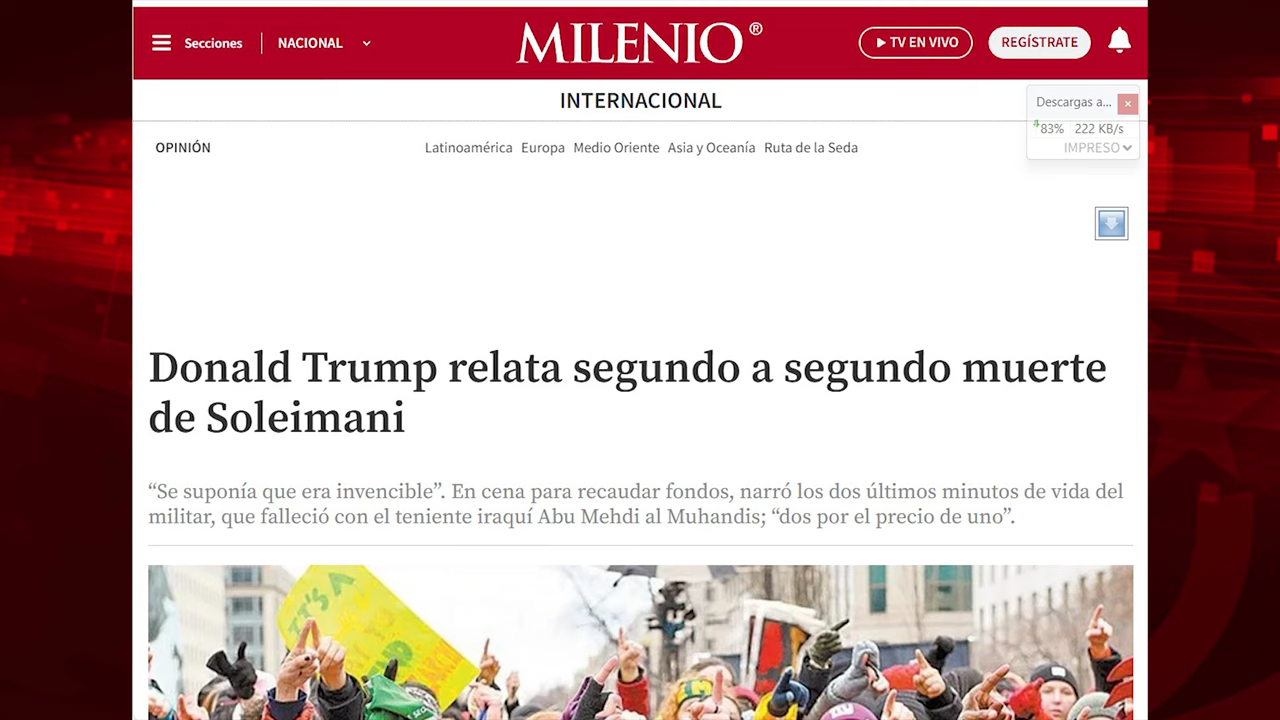 Secciones
NACIONAL
MILENIO®
TV EN VIVO
REGÍSTRATE
INTERNACIONAL
Descargas a...
83% 222 KB/s
IMPRESO
OPINIÓN
Latinoamérica Europa Medio Oriente Asia y Oceanía Ruta de la Seda
Donald Trump relata segundo a segundo muerte
de Soleimani
“Se suponía que era invencible”. En cena para recaudar fondos, narró los dos últimos minutos de vida del
militar, que falleció con el teniente iraquí Abu Mehdi al Muhandis; “dos por el precio de uno”.
IT'S A